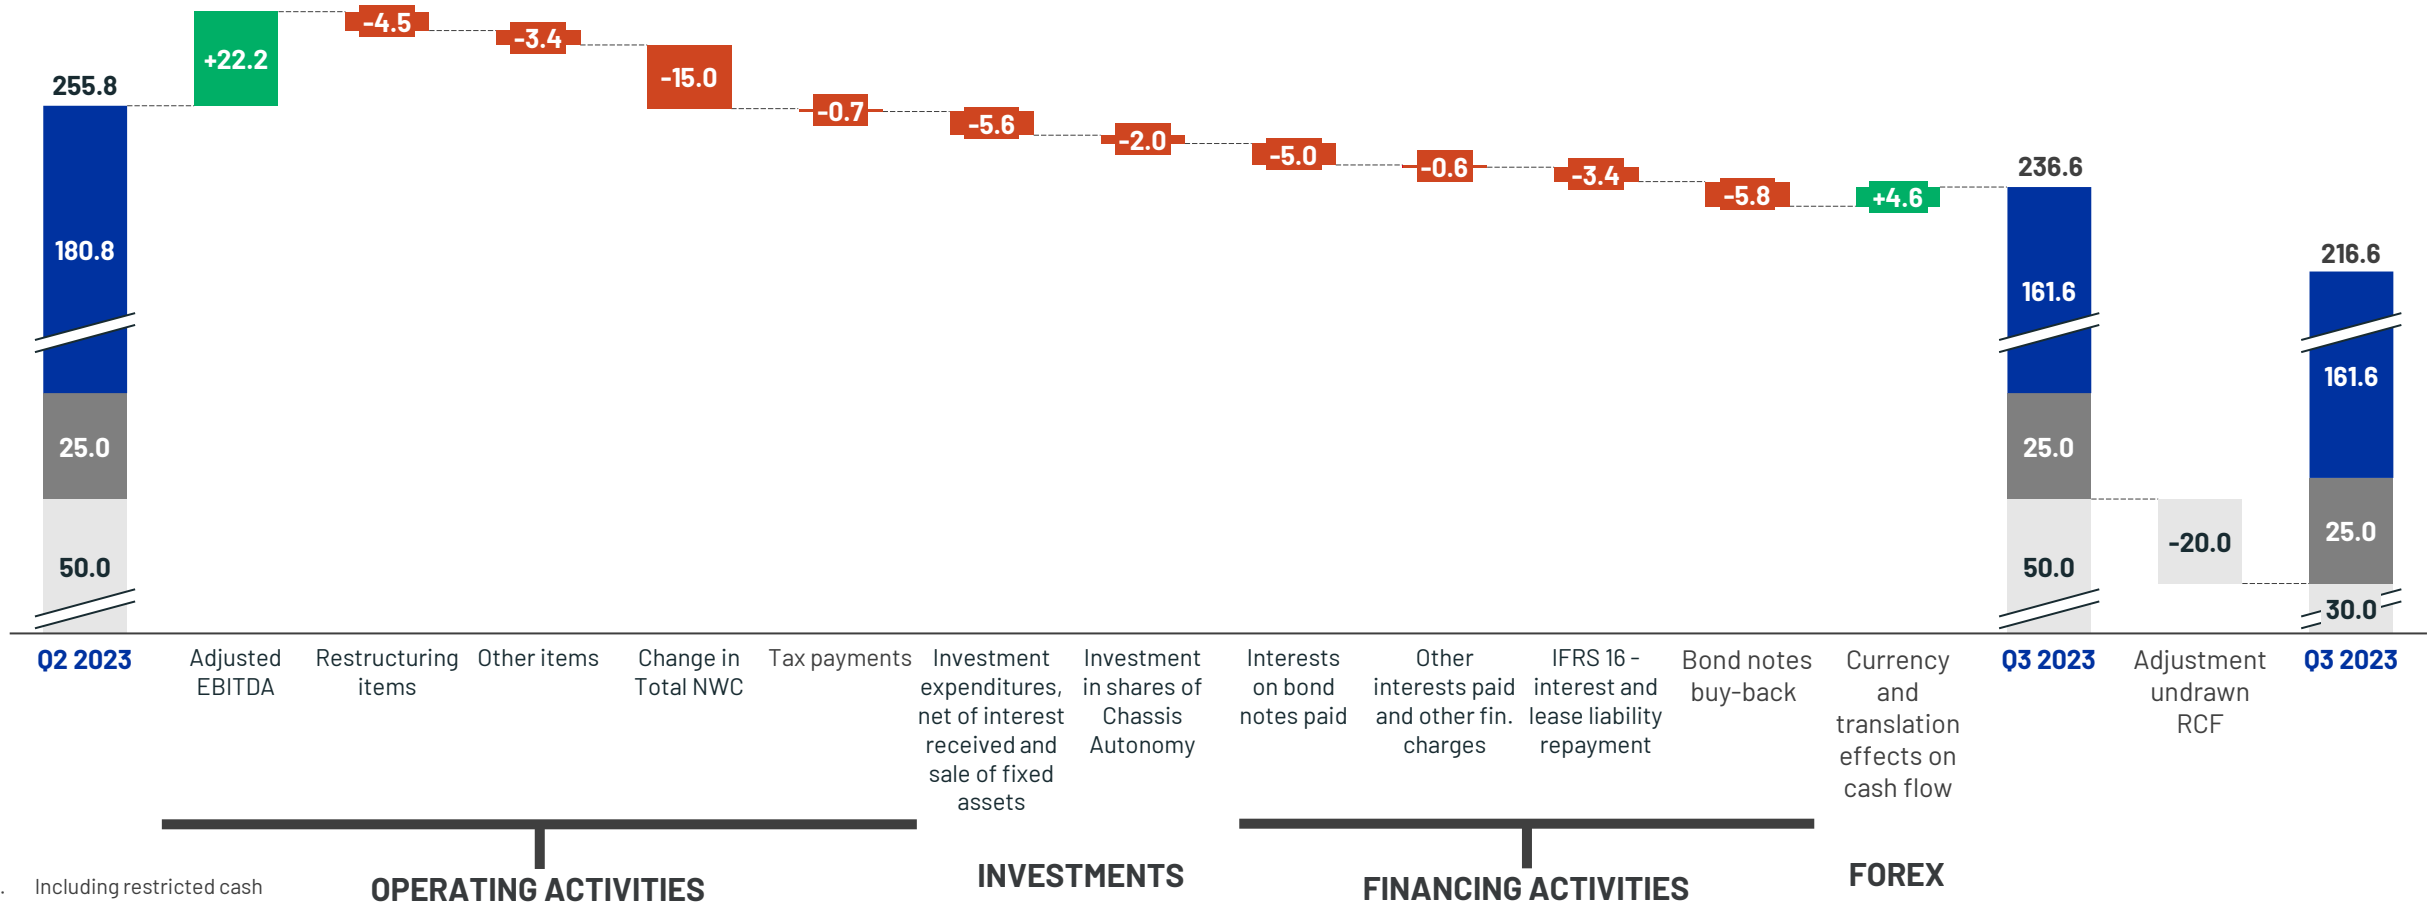 255.8
180.8
25.0
50.0
+22.2
-4.5
-3.4
-15.0
-0.7
-5.6
-2.0
-5.0
-0.6
-3.4
-5.8
+4.6
236.6
161.6
25.0
50.0
-20.0
216.6
161.6
25.0
30.0
Q2 2023
Adjusted
EBITDA
Restructuring
items
Other items
Change in
Total NWC
Tax payments
Investment
expenditures,
net of interest
received and
sale of fixed
assets
Investment
in shares of
Chassis
Autonomy
Interests
on bond
notes paid
Other
interests paid
and other fin.
charges
IFRS 16 -
interest and
lease liability
repayment
Bond notes
buy-back
Currency
and
translation
effects on
cash flow
Q3 2023
Adjustment
undrawn
RCF
Q3 2023
OPERATING ACTIVITIES
INVESTMENTS
FINANCING ACTIVITIES
FOREX
. Including restricted cash